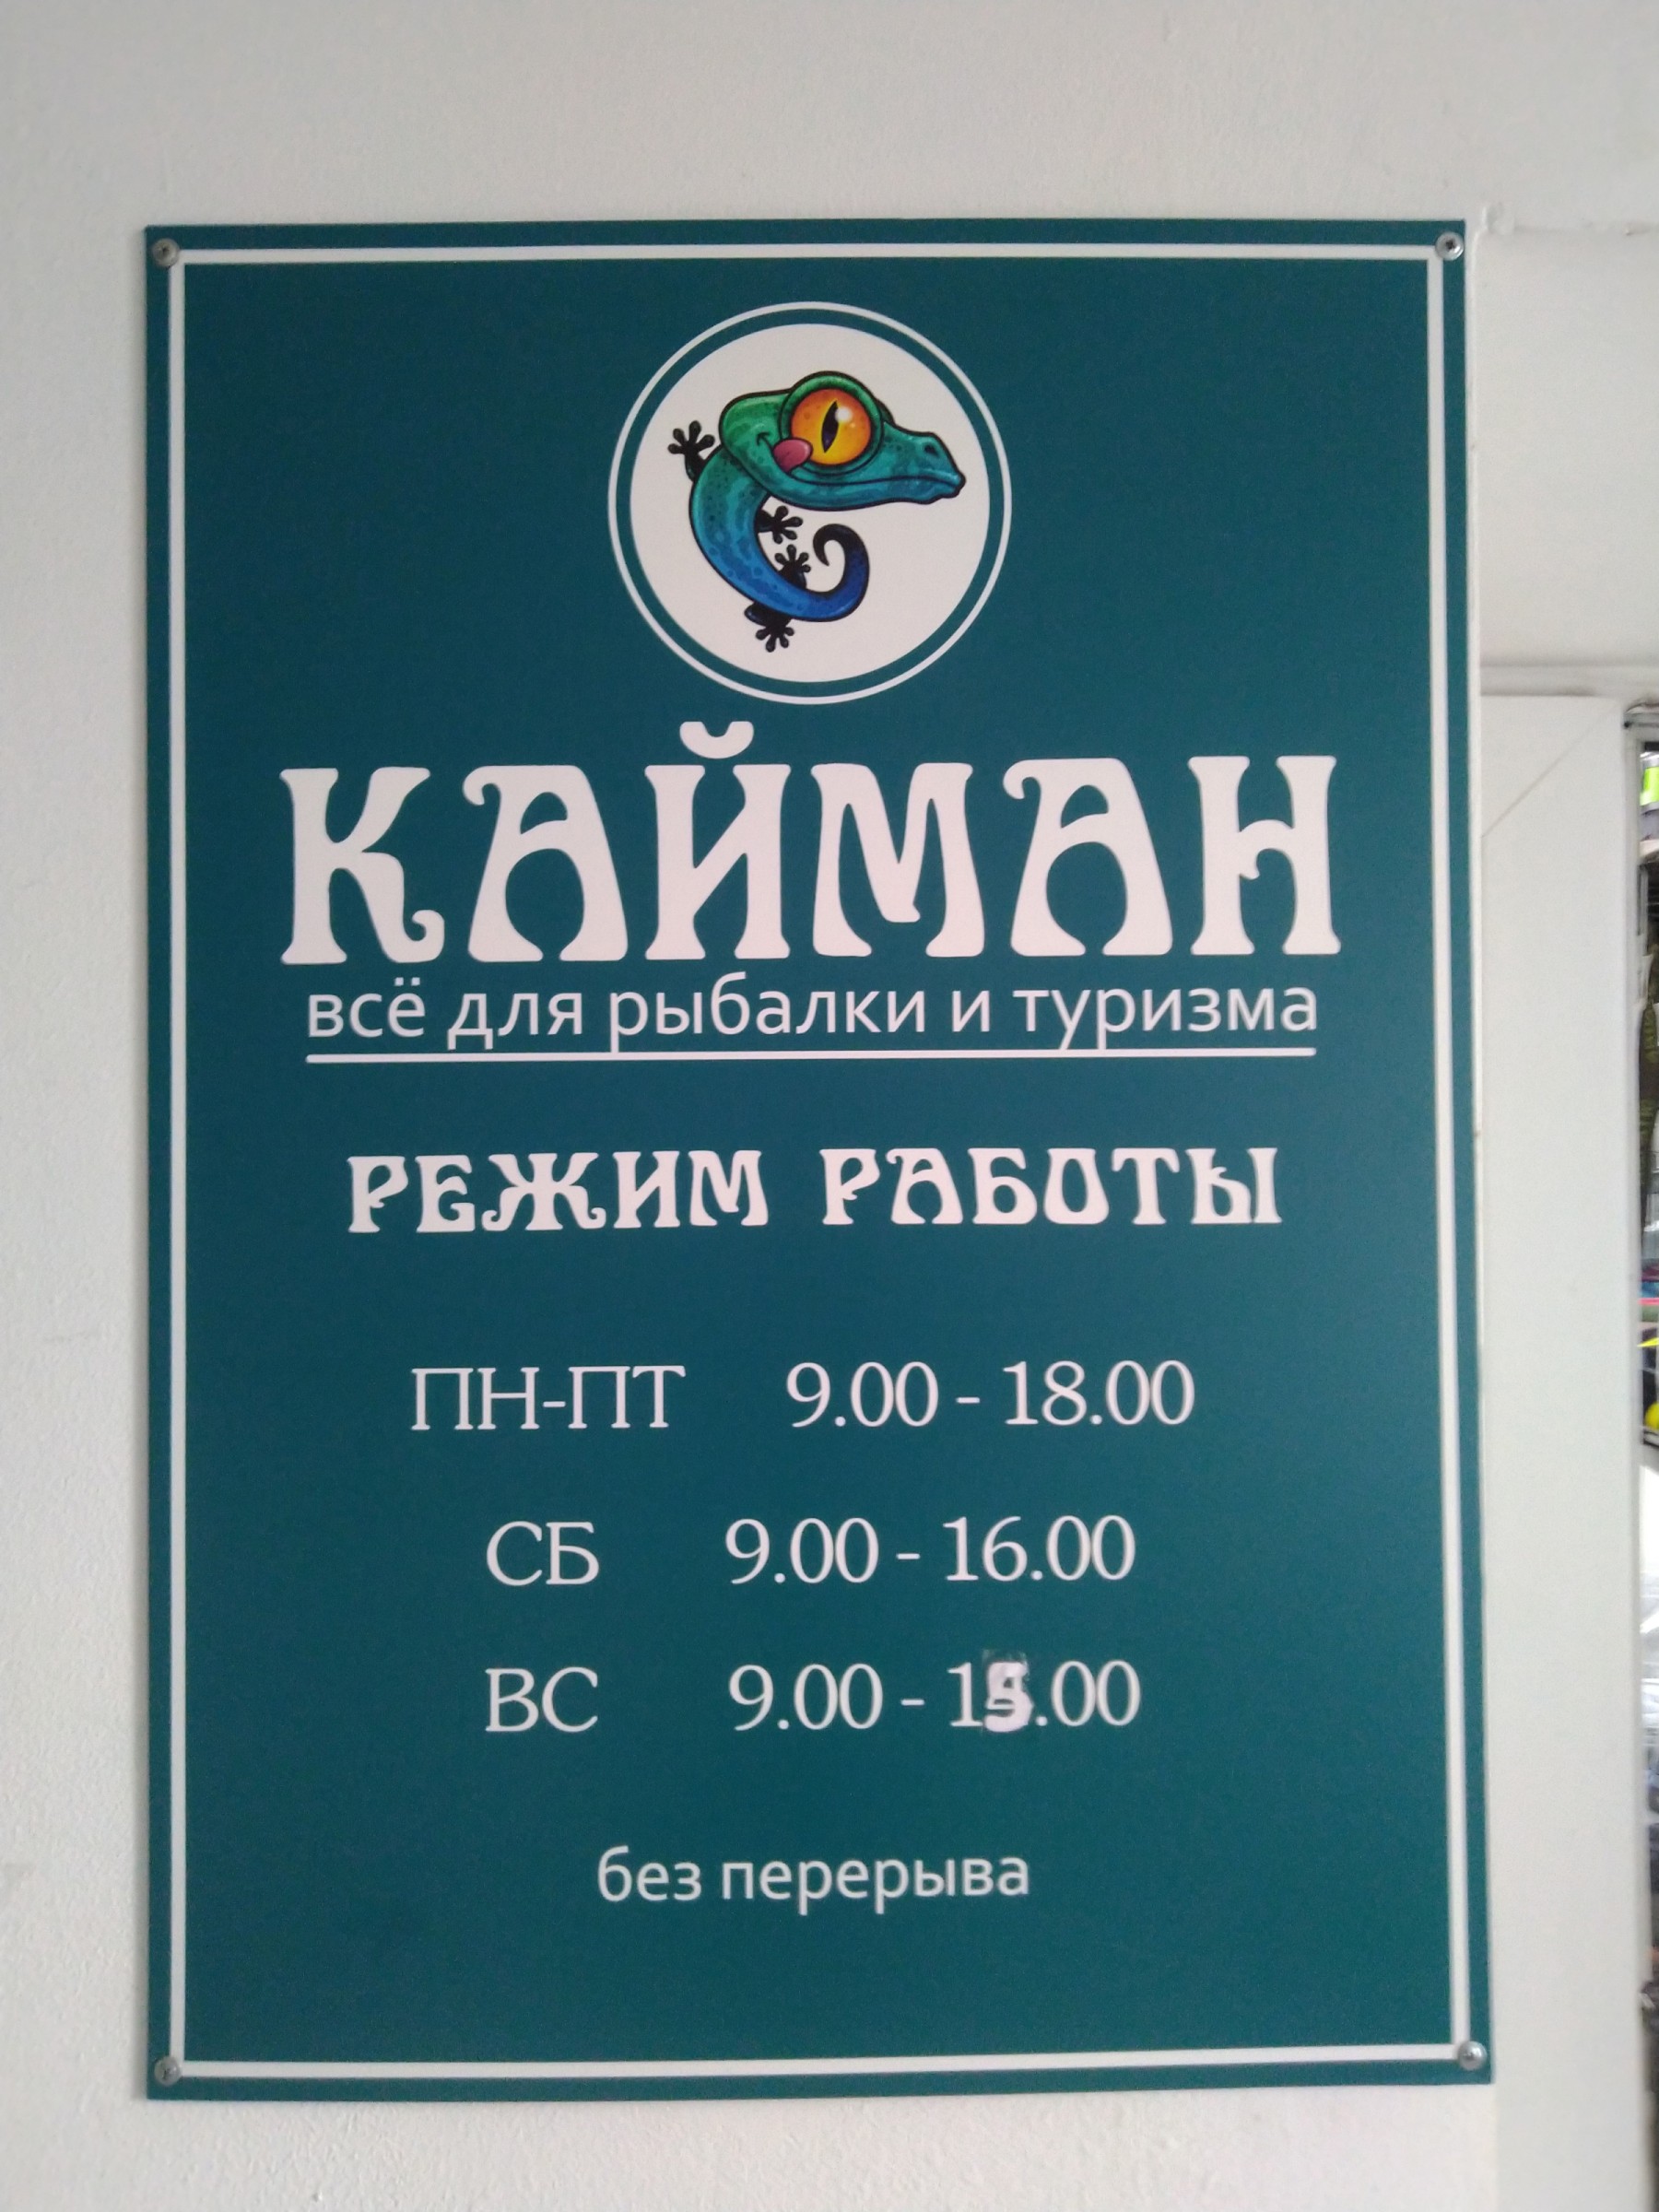 КАЙМАН
всё для рыбалки и туризма
РЕЖИМ РАБОТЫ
ПН-ПТ 9.00 - 18.00
СБ 9.00 - 16.00
ВС 9.00 - 15.00
без перерыва